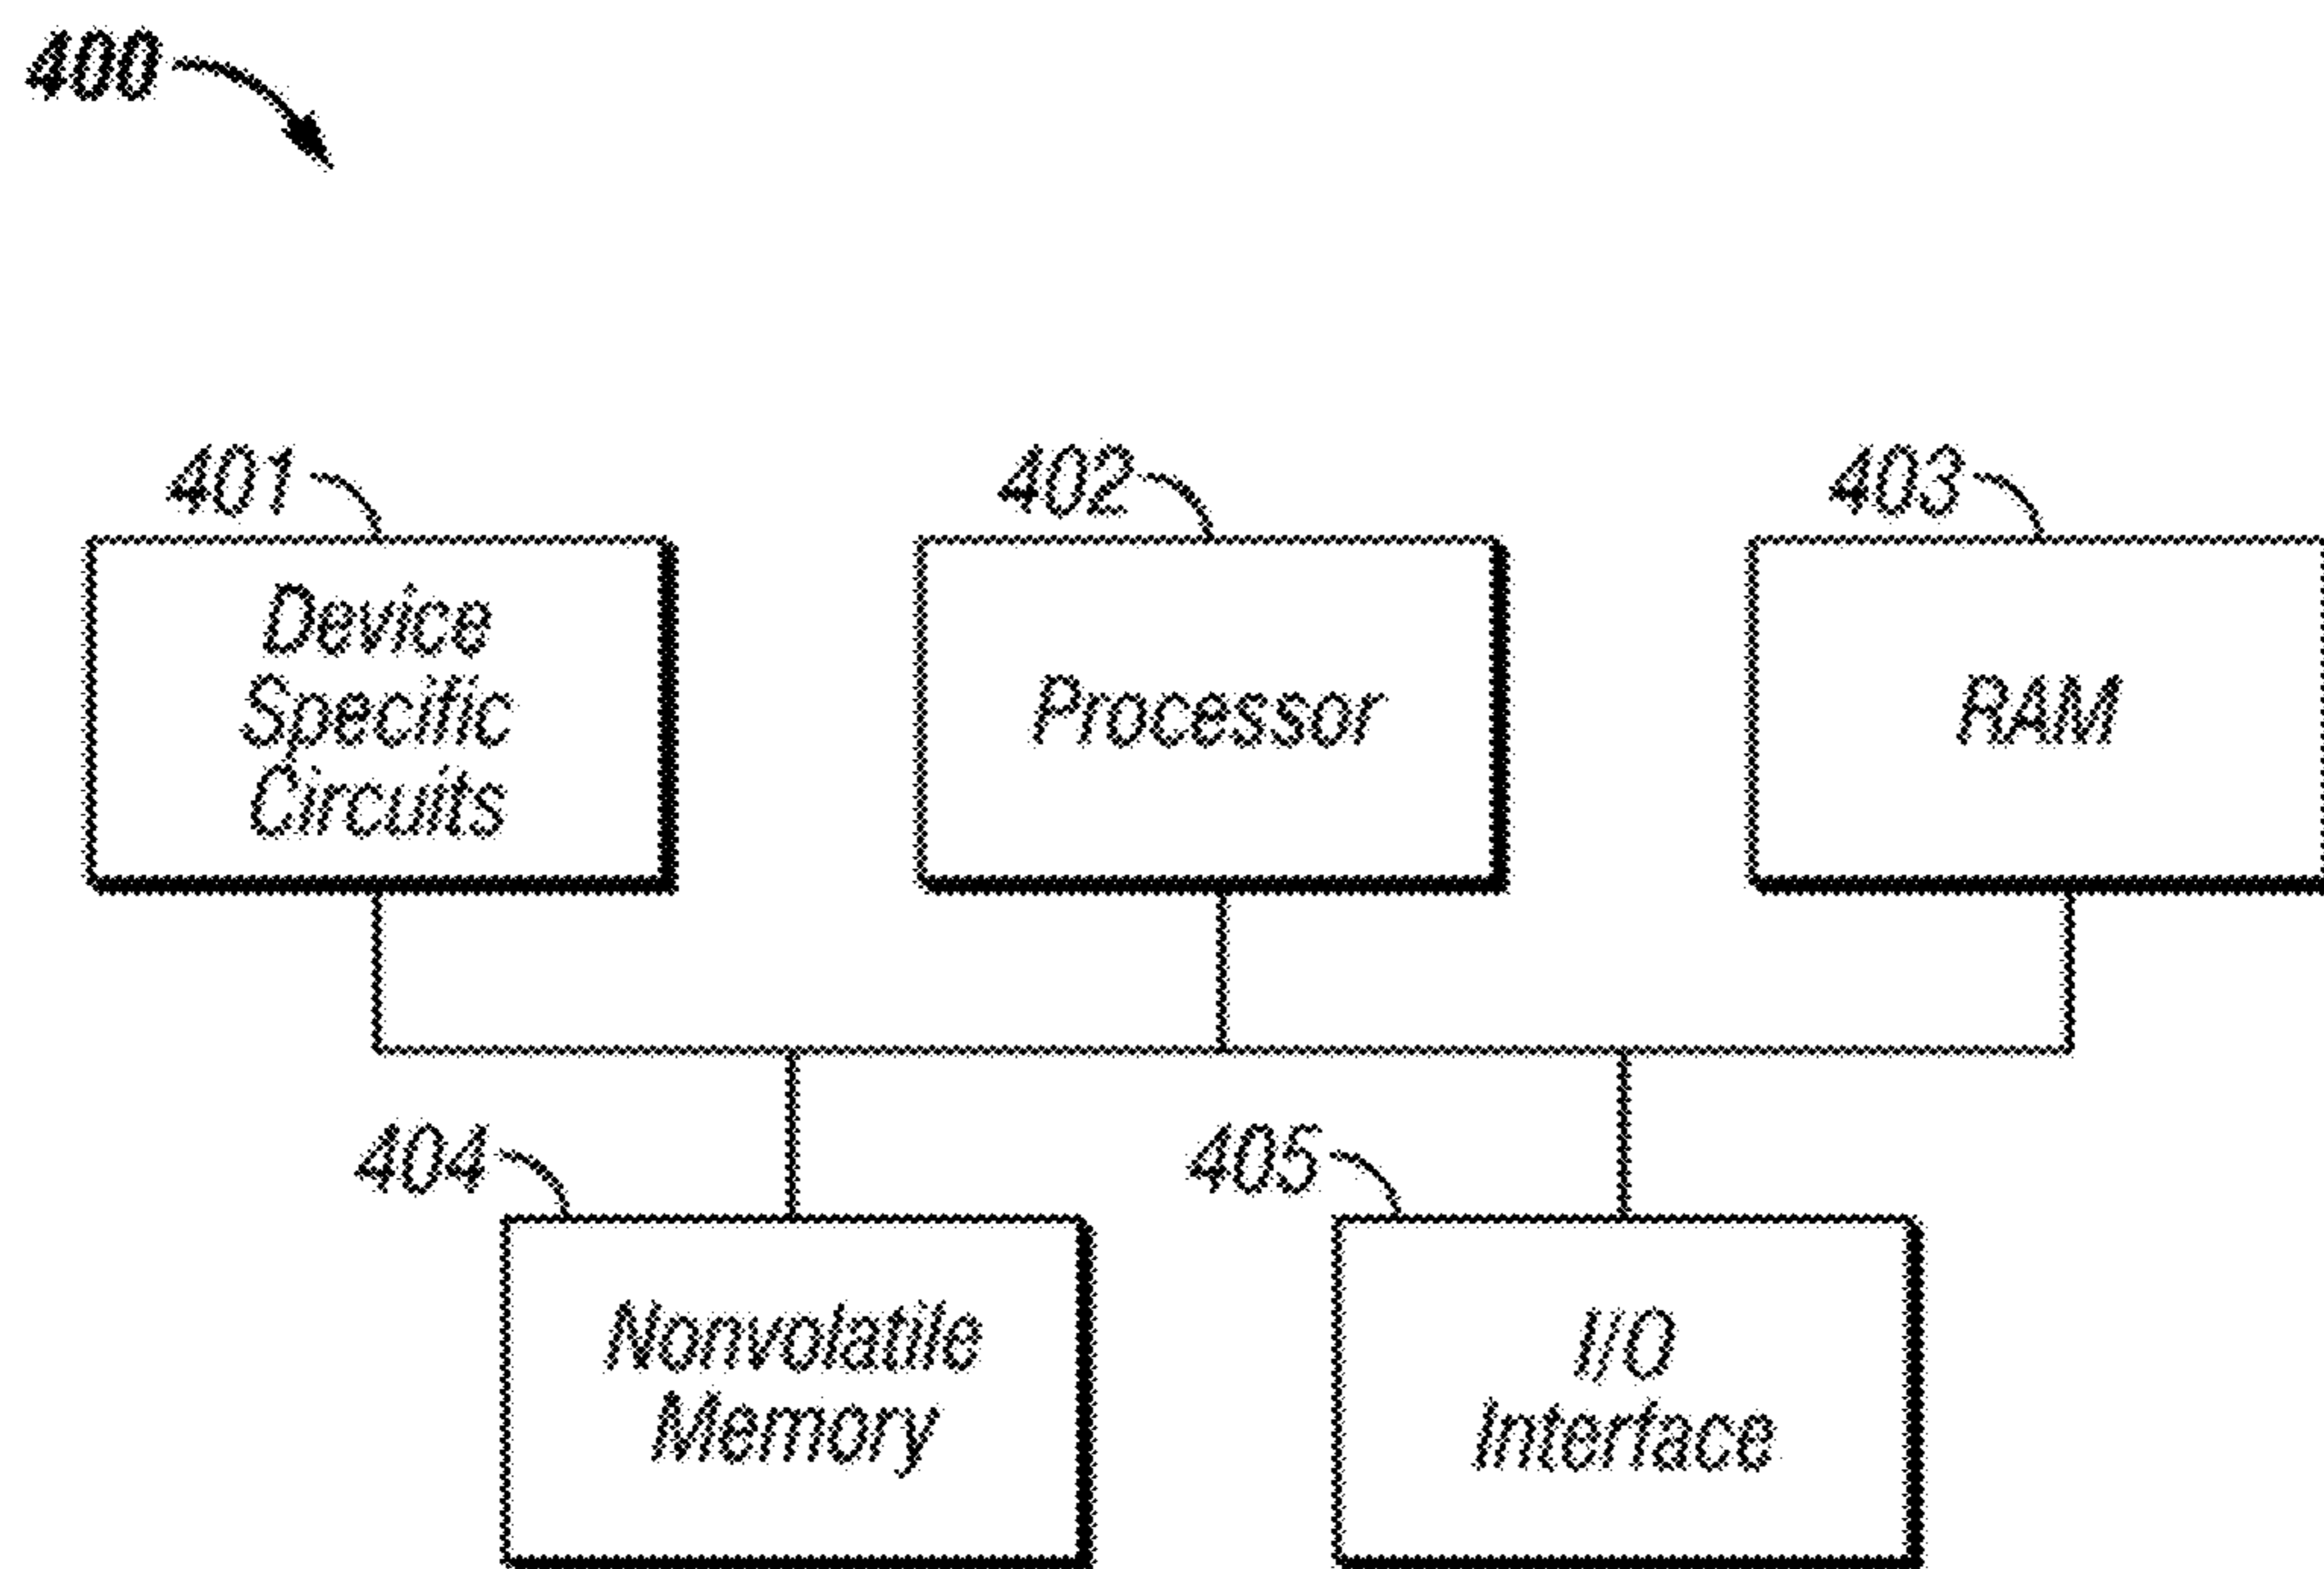 400
401
402
403
Device
Specific
Circuits
Processor
RAM
404
405
Nonvolatile
Memory
I/O
Interface